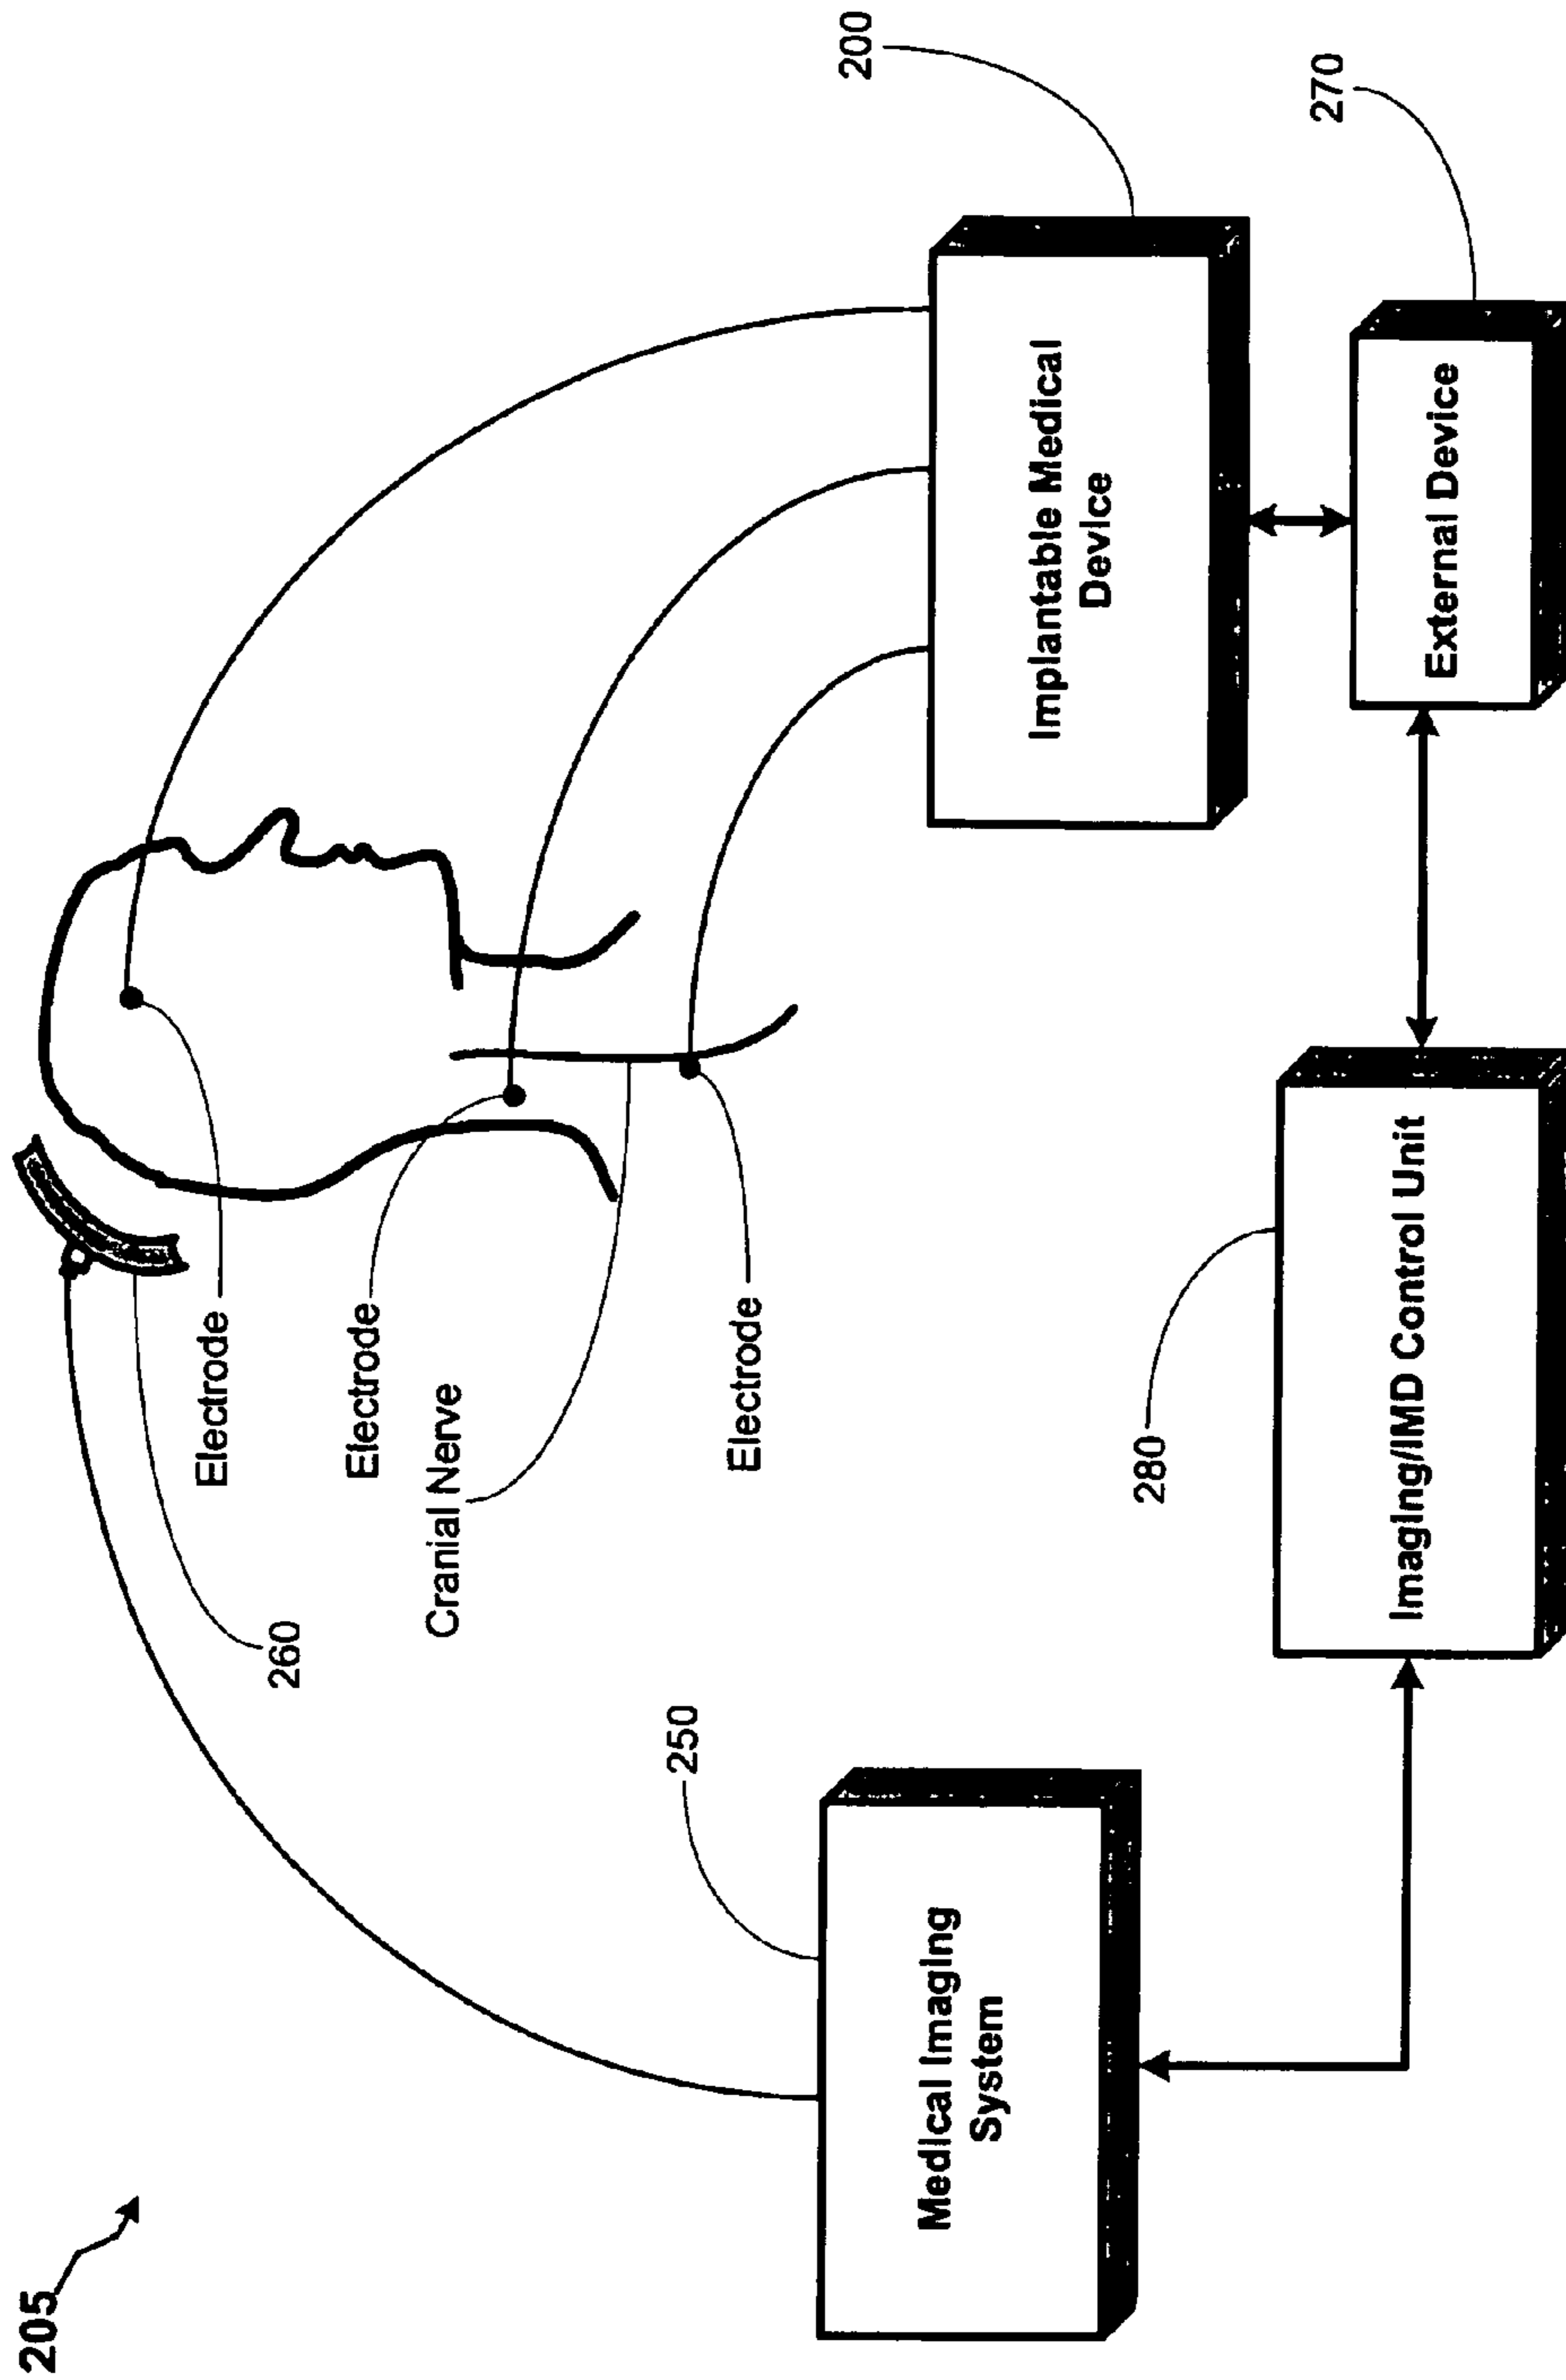 205
260
Electrode
Electrode
Cranial Nerve
Electrode
250
Medical Imaging
System
280
Imaging/IMD Control Unit
200
Implantable Medical
Device
270
External Device